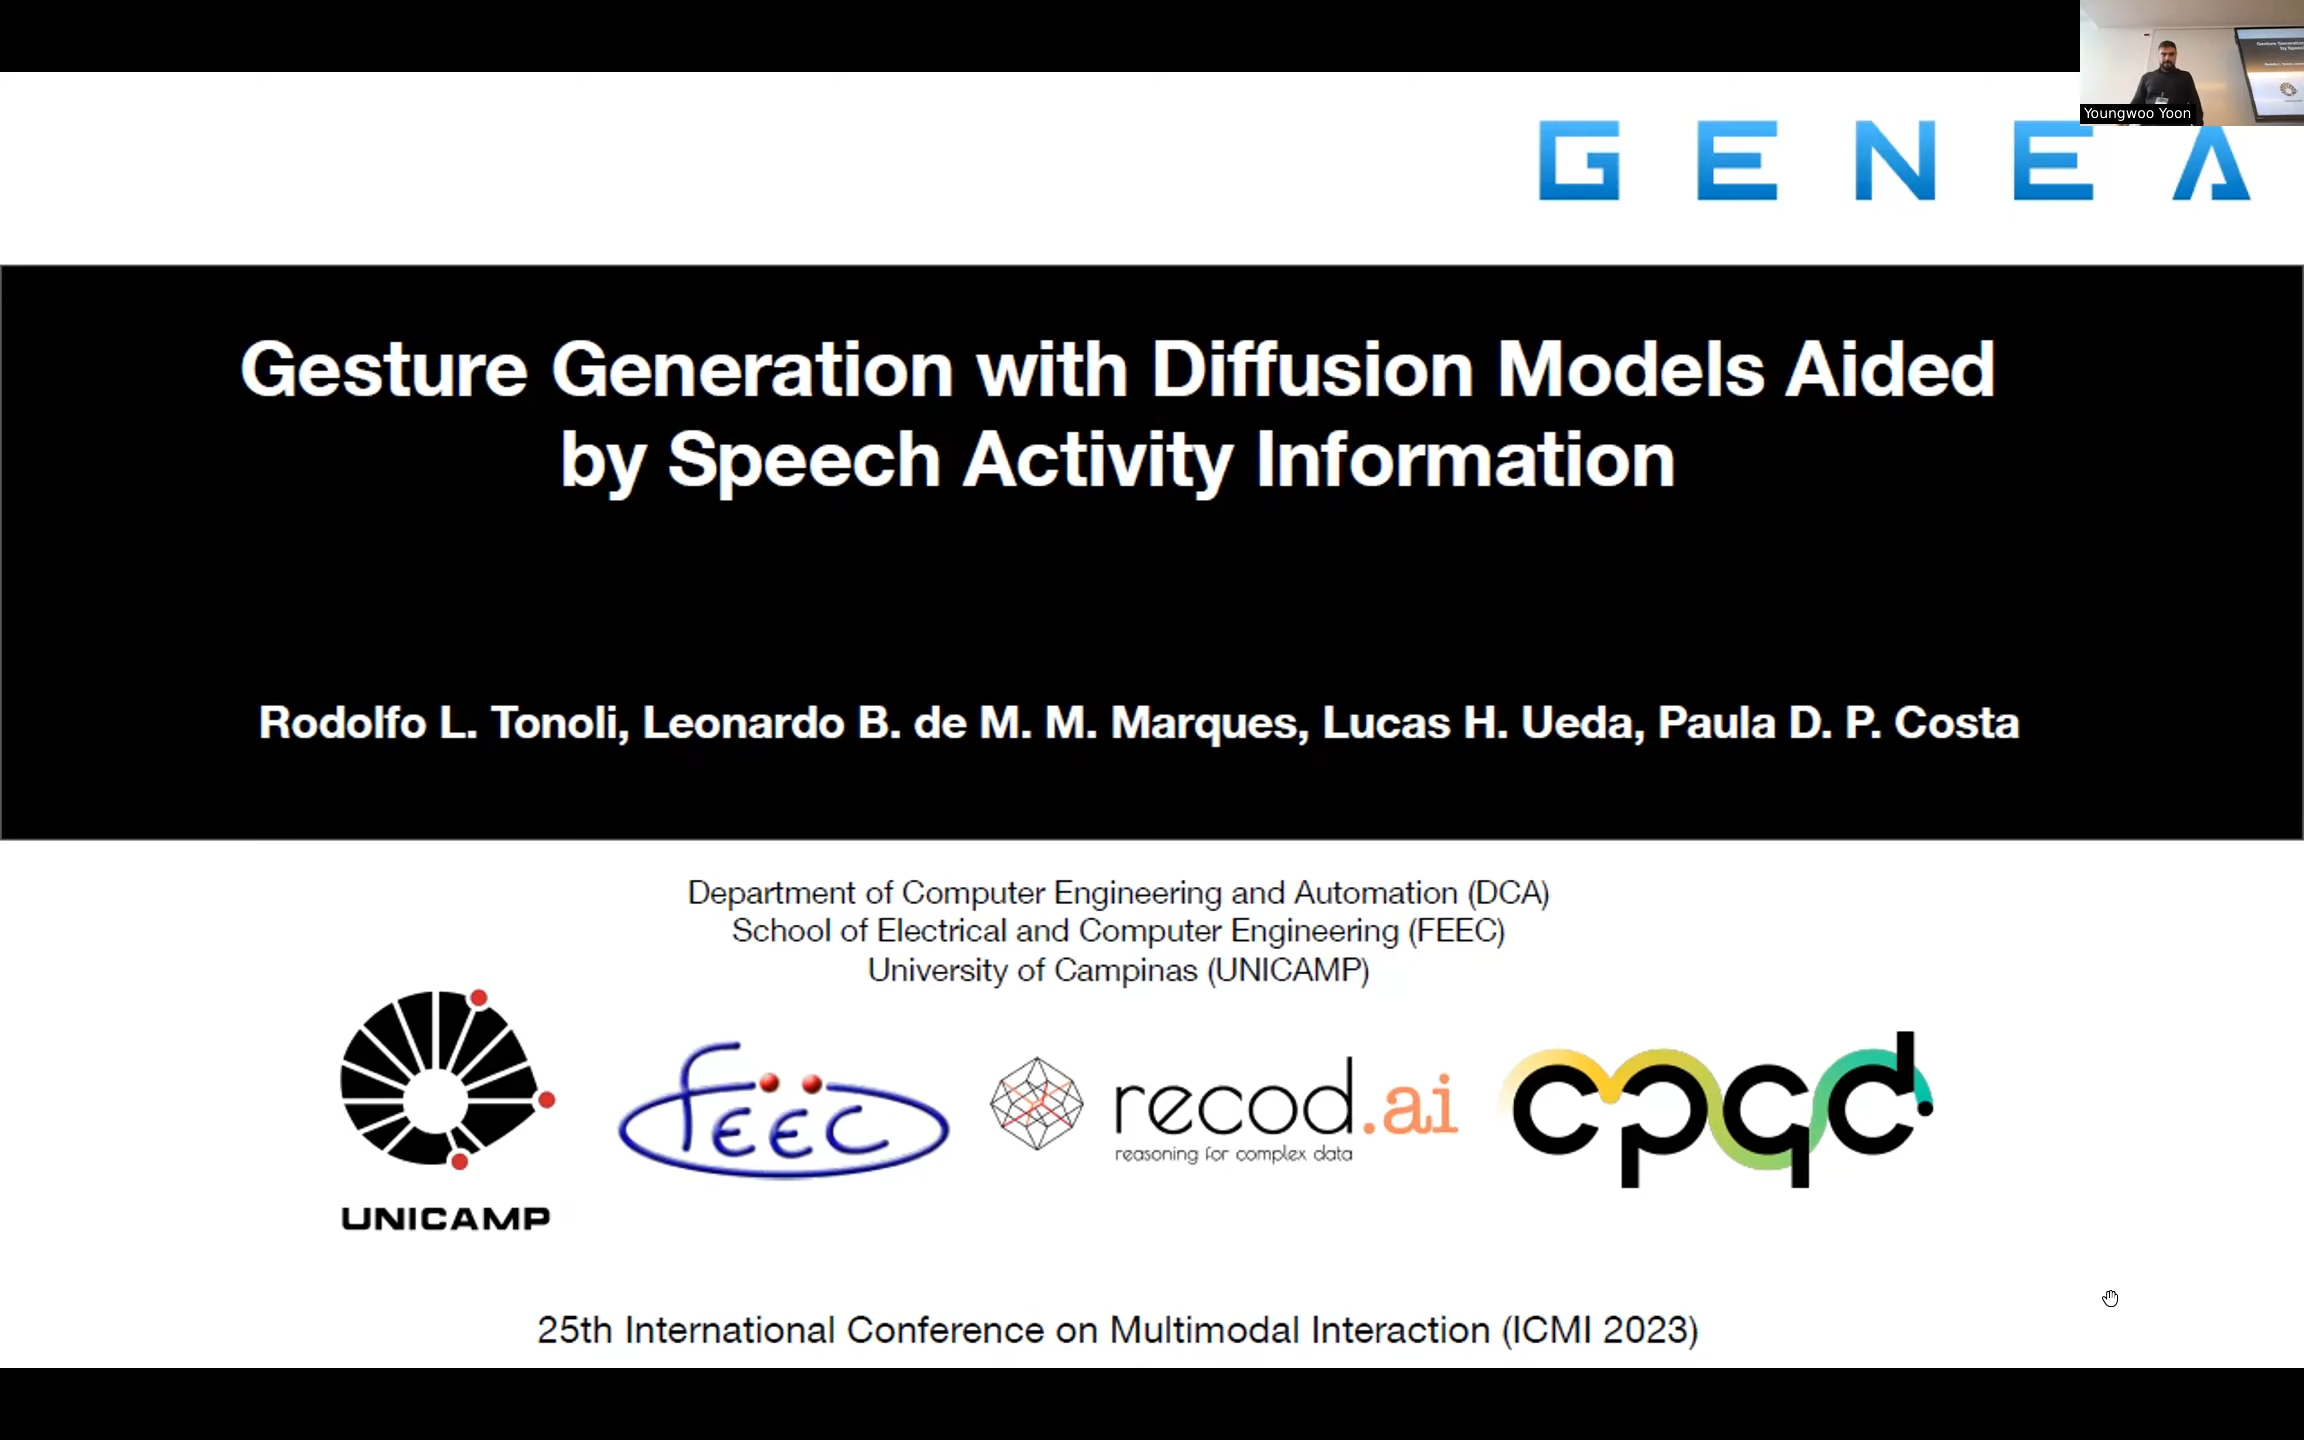 Youngwoo Yoon
GENEA
Gesture Generation with Diffusion Models Aided
by Speech Activity Information
Rodolfo L. Tonoli, Leonardo B. de M. M. Marques, Lucas H. Ueda, Paula D. P. Costa
Department of Computer Engineering and Automation (DCA)
School of Electrical and Computer Engineering (FEEC)
University of Campinas (UNICAMP)
UNICAMP
FEEC
recod.ai
reasoning for complex data
cpqd
25th International Conference on Multimodal Interaction (ICMI 2023)